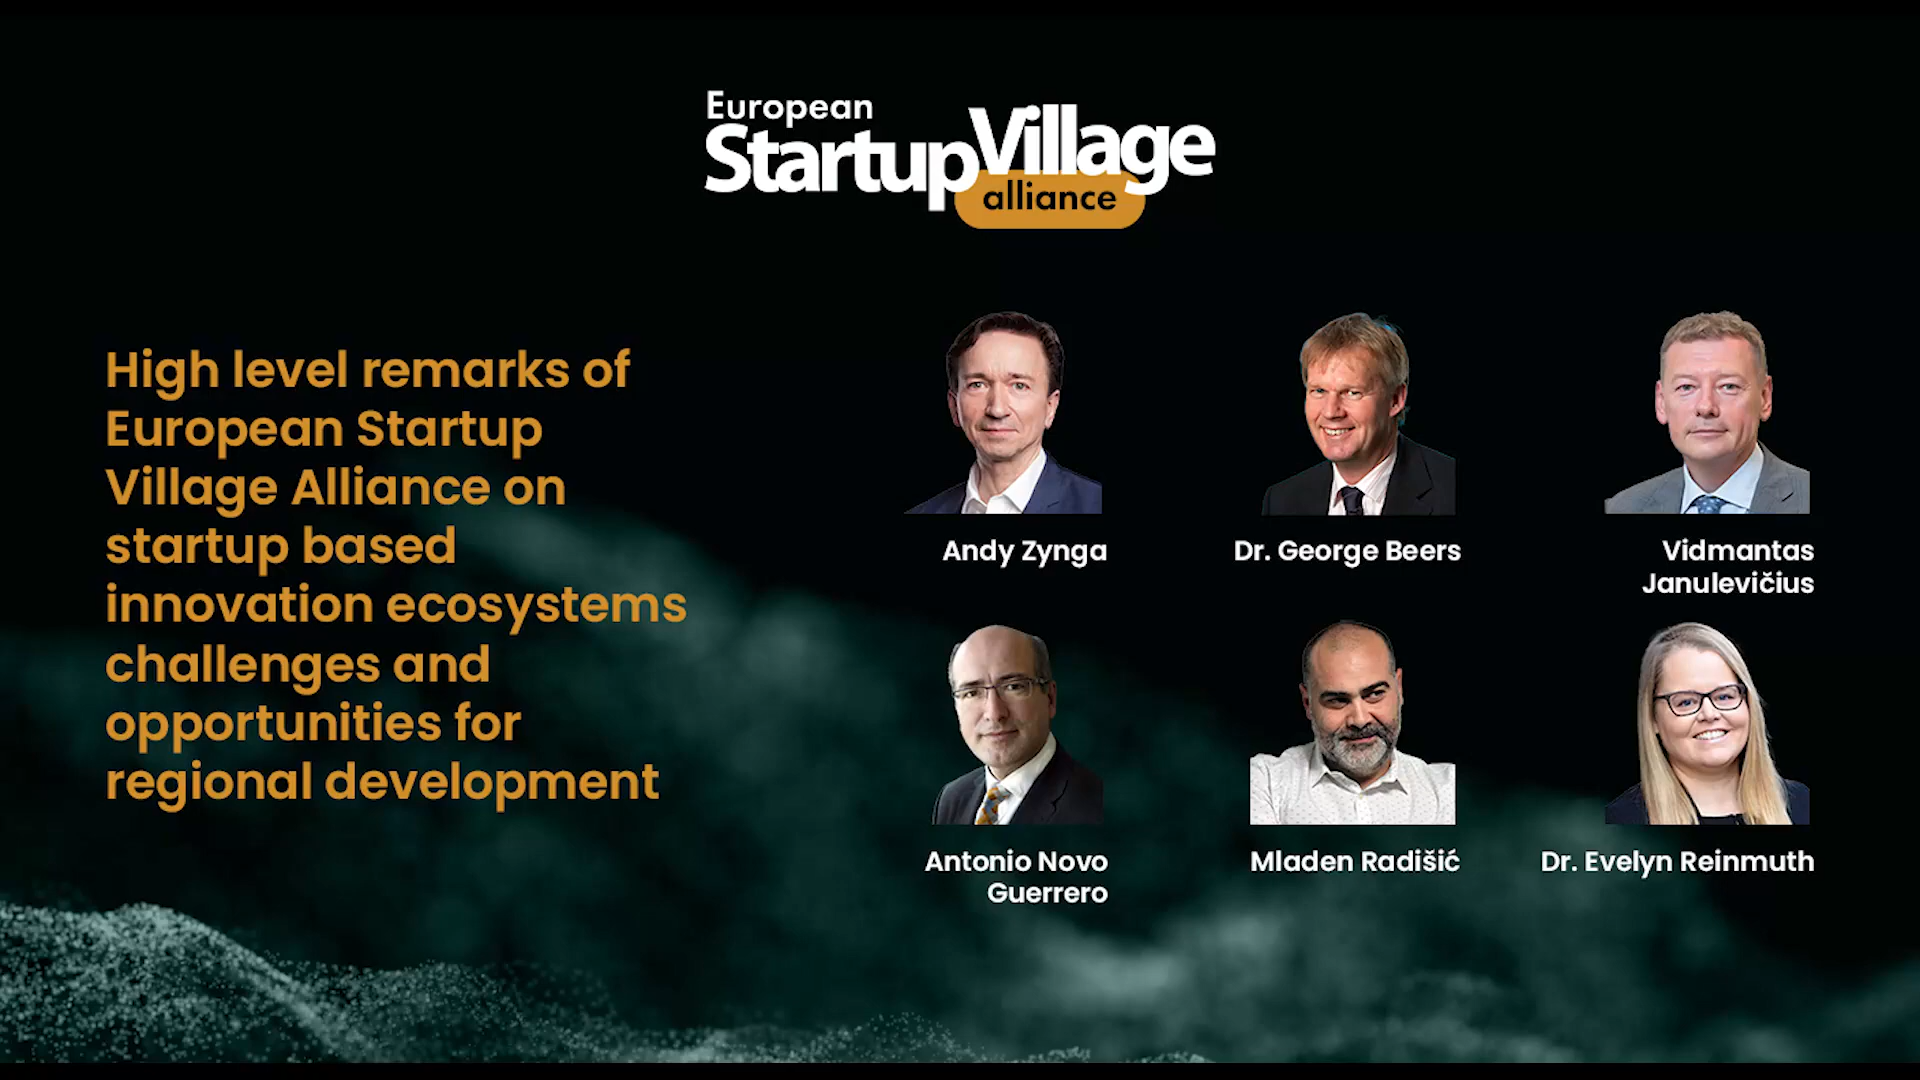 European
StartupVillage
alliance
High level remarks of
European Startup
Village Alliance on
startup based
innovation ecosystems
challenges and
opportunities for
regional development
Andy Zynga
Dr. George Beers
Vidmantas
Janulevičius
Antonio Novo
Guerrero
Mladen Radišić
Dr. Evelyn Reinmuth